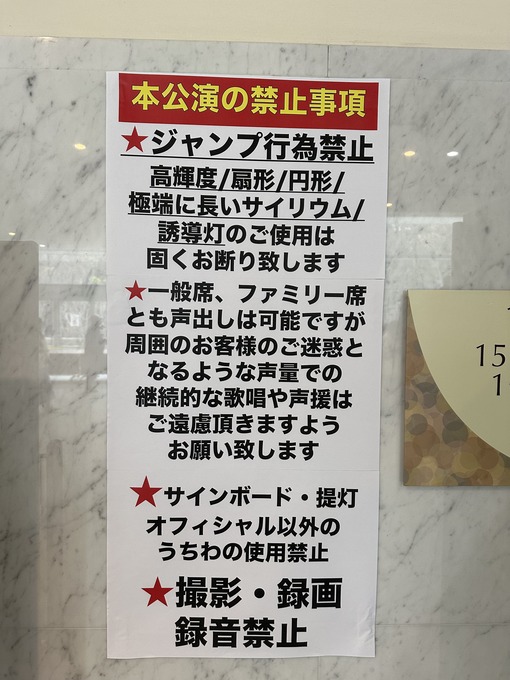 本公演の禁止事項
★ジャンプ行為禁止
高輝度/扇形/円形/
極端に長いサイリウム/
誘導灯のご使用は
固くお断り致します
★一般席、ファミリー席
とも声出しは可能ですが
周囲のお客様のご迷惑と
なるような声量での
継続的な歌唱や声援は
ご遠慮頂きますよう
お願い致します
★サインボード・提灯
オフィシャル以外の
うちわの使用禁止
★撮影・録画
録音禁止
15
1